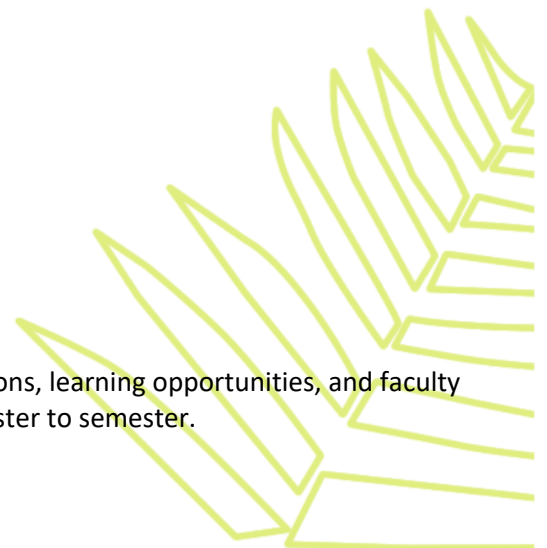 ons, learning opportunities, and faculty
ster to semester.